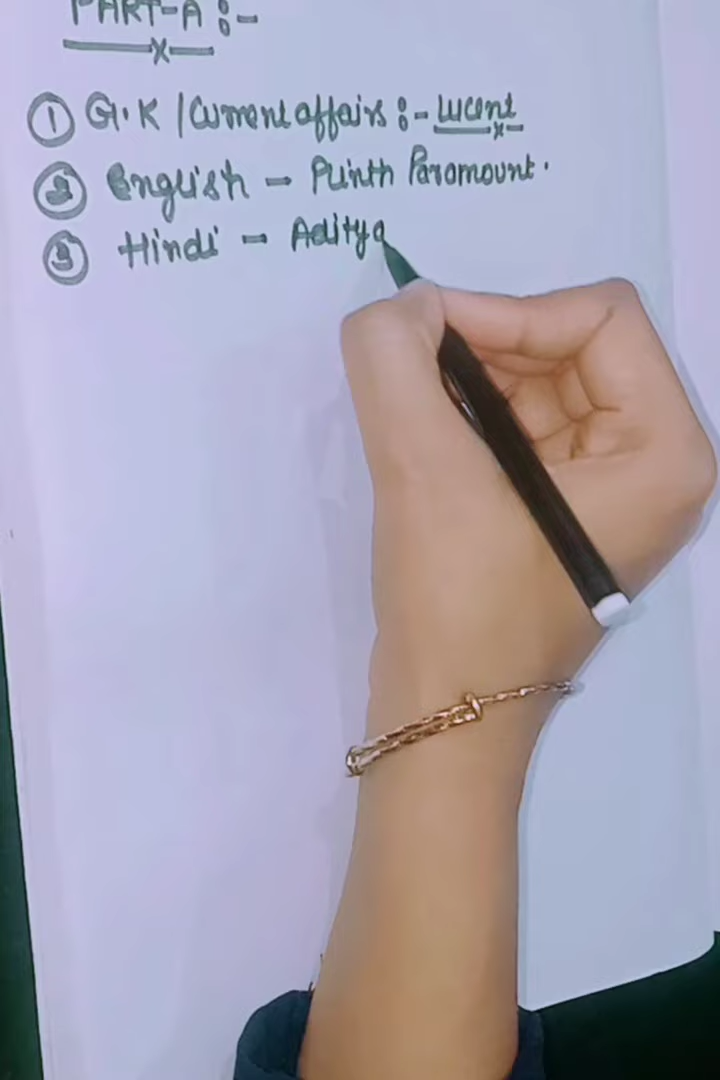 PART-A :-
① G.K / Current affairs :- Lucent
② English - Plinth Paramount.
③ Hindi - Aditya